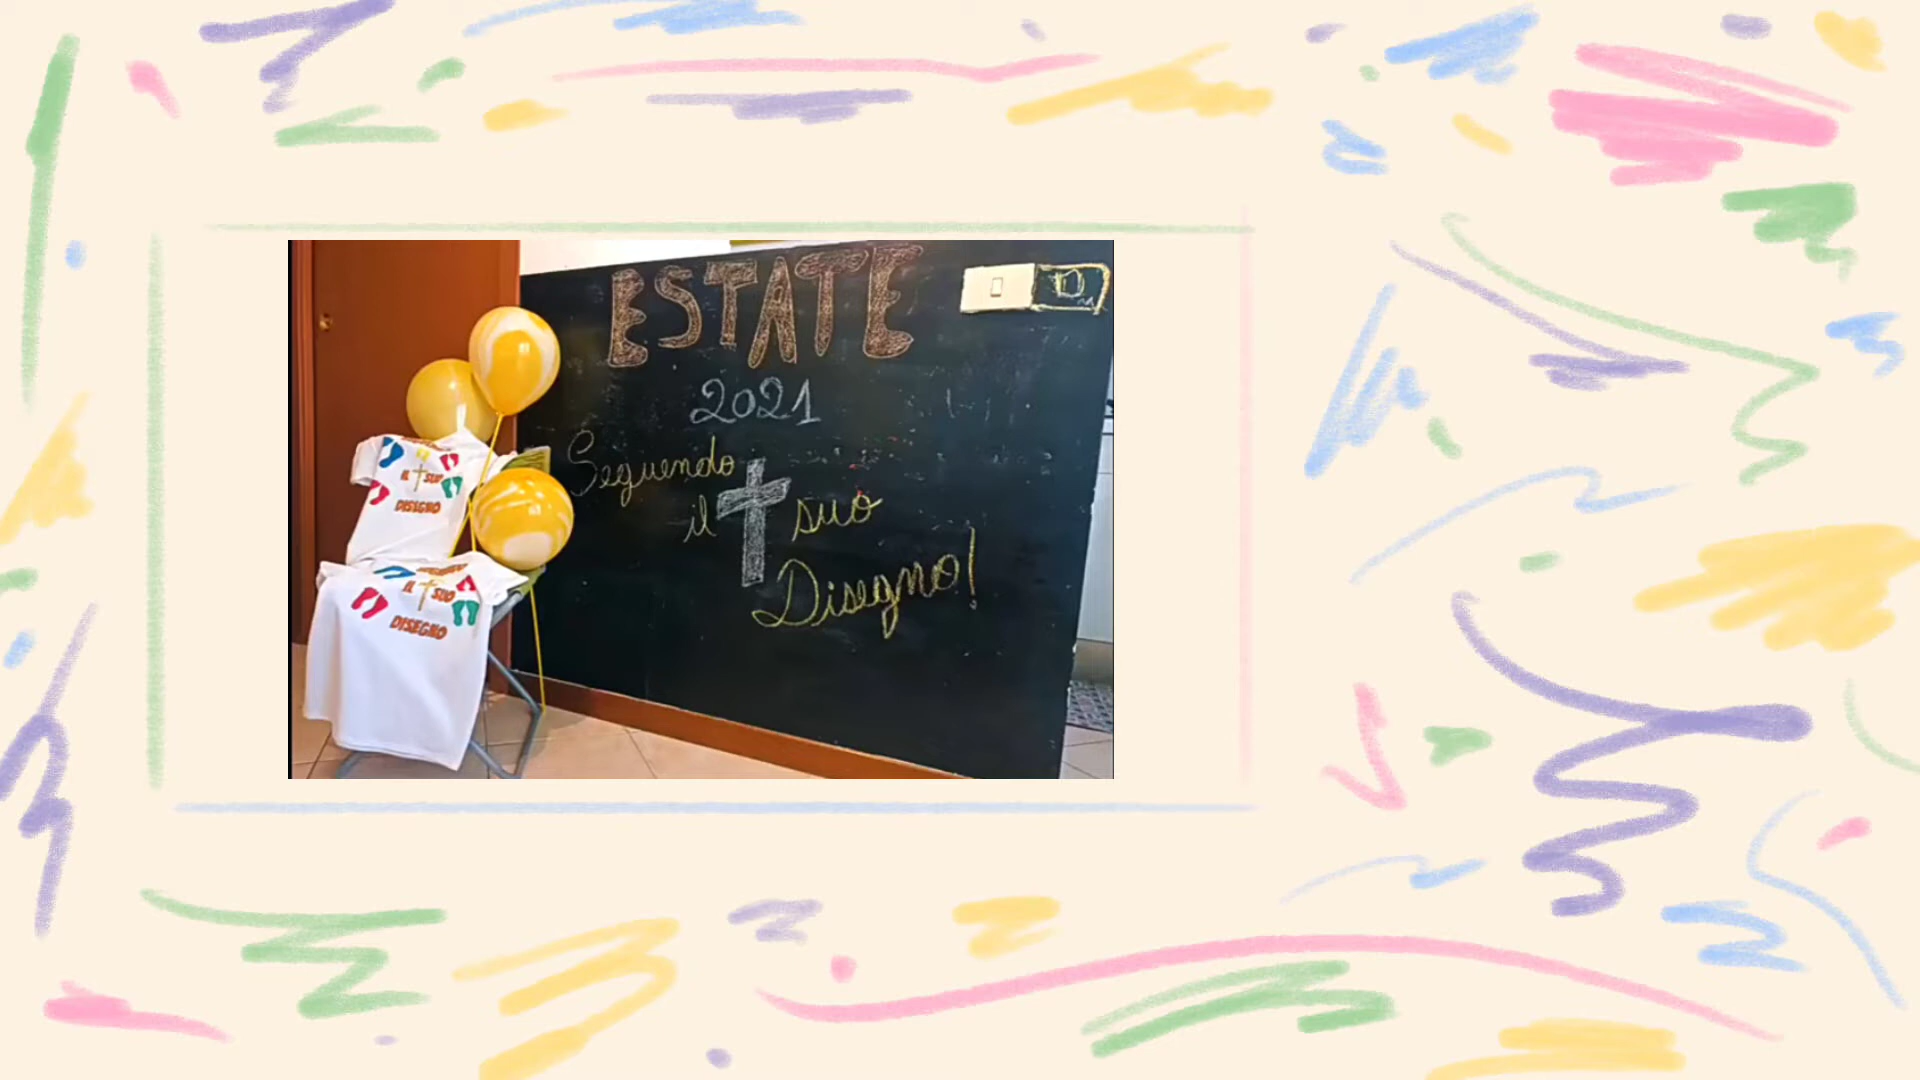 ESTATE
2021
Seguendo
il suo
Disegno!
IL SUO
DISEGNO
IL SUO
DISEGNO